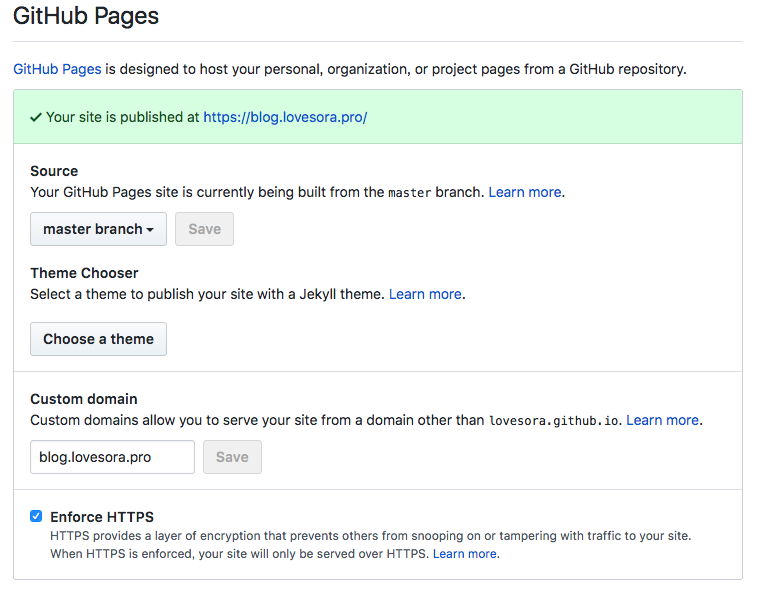 GitHub Pages
GitHub Pages is designed to host your personal, organization, or project pages from a GitHub repository.
Your site is published at https://blog.lovesora.pro/
Source
Your GitHub Pages site is currently being built from the master branch. Learn more.
master branch
Save
Theme Chooser
Select a theme to publish your site with a Jekyll theme. Learn more.
Choose a theme
Custom domain
Custom domains allow you to serve your site from a domain other than lovesora.github.io. Learn more.
blog.lovesora.pro
Save
Enforce HTTPS
HTTPS provides a layer of encryption that prevents others from snooping on or tampering with traffic to your site.
When HTTPS is enforced, your site will only be served over HTTPS. Learn more.